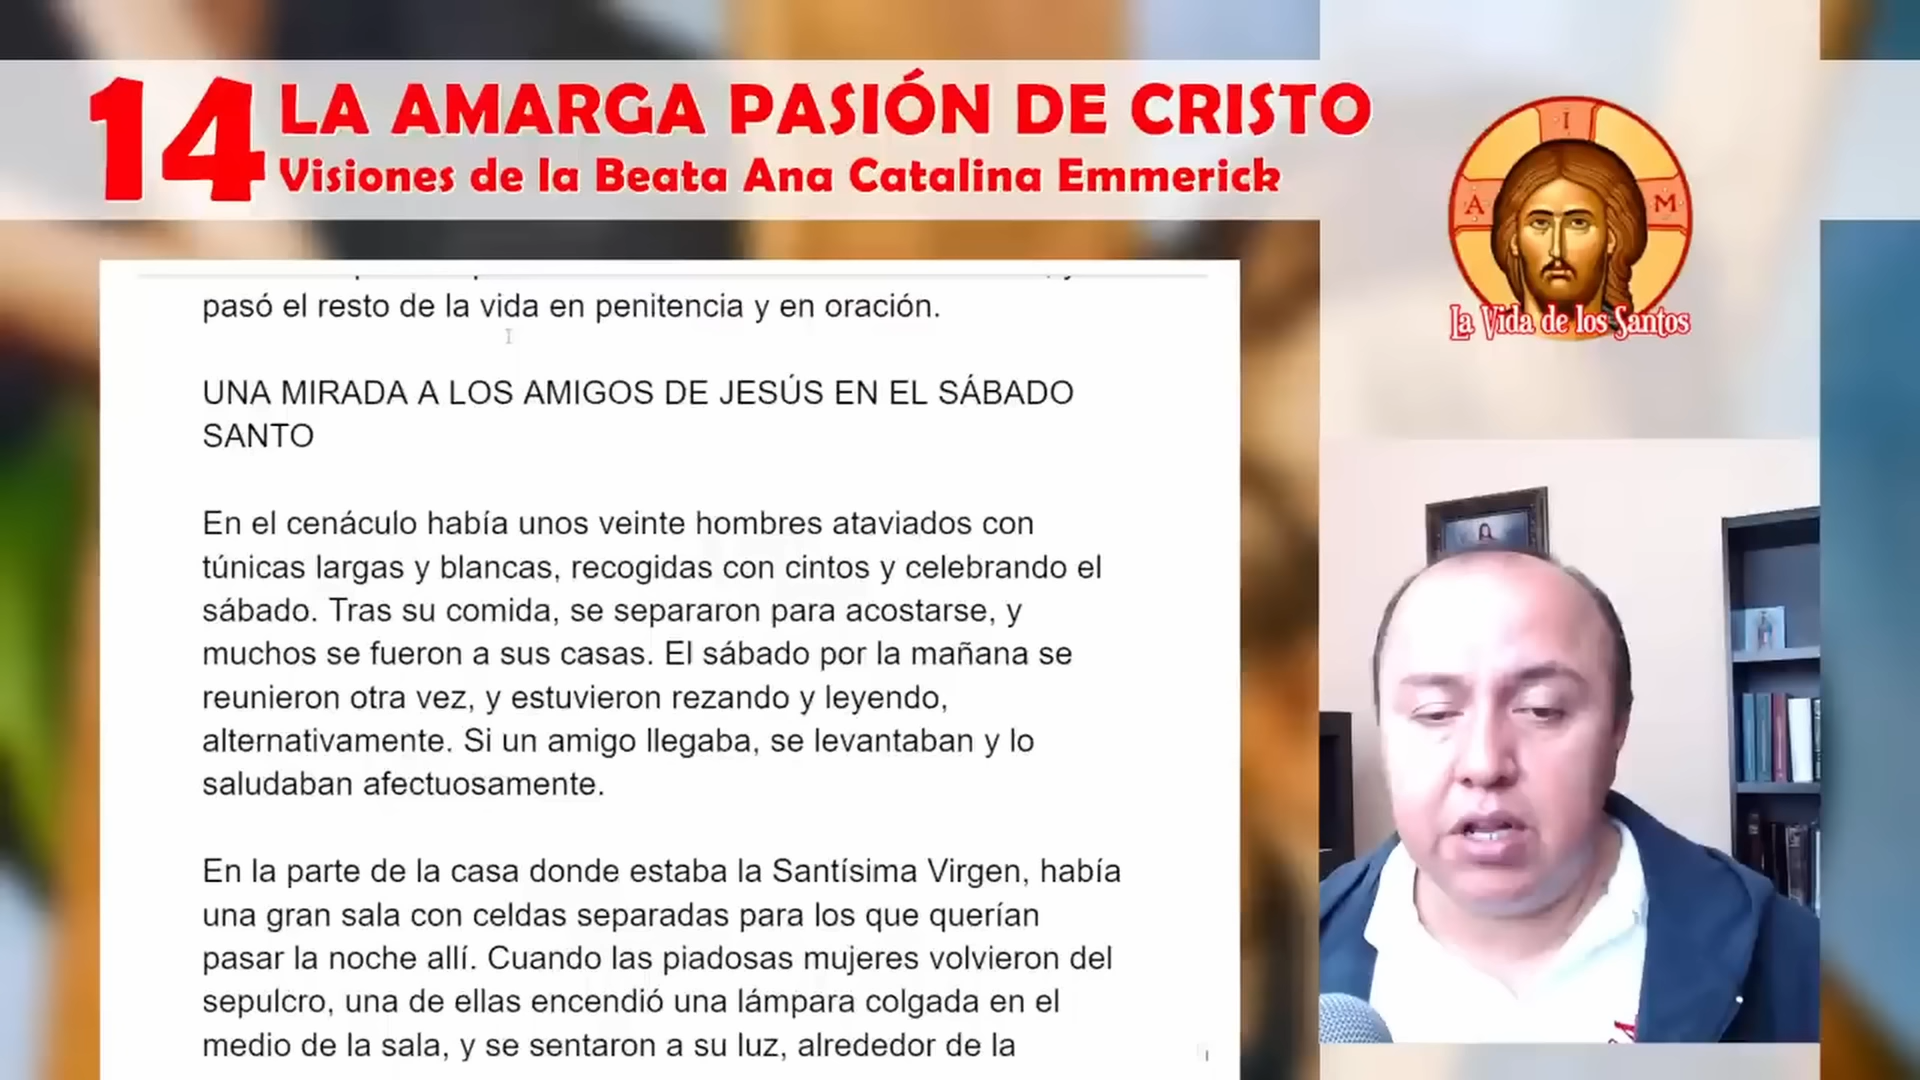 14 LA AMARGA PASIÓN DE CRISTO
Visiones de la Beata Ana Catalina Emmerick
I
A M
La Vida de los Santos
pasó el resto de la vida en penitencia y en oración.
UNA MIRADA A LOS AMIGOS DE JESÚS EN EL SÁBADO
SANTO
En el cenáculo había unos veinte hombres ataviados con
túnicas largas y blancas, recogidas con cintos y celebrando el
sábado. Tras su comida, se separaron para acostarse, y
muchos se fueron a sus casas. El sábado por la mañana se
reunieron otra vez, y estuvieron rezando y leyendo,
alternativamente. Si un amigo llegaba, se levantaban y lo
saludaban afectuosamente.
En la parte de la casa donde estaba la Santísima Virgen, había
una gran sala con celdas separadas para los que querían
pasar la noche allí. Cuando las piadosas mujeres volvieron del
sepulcro, una de ellas encendió una lámpara colgada en el
medio de la sala, y se sentaron a su luz, alrededor de la